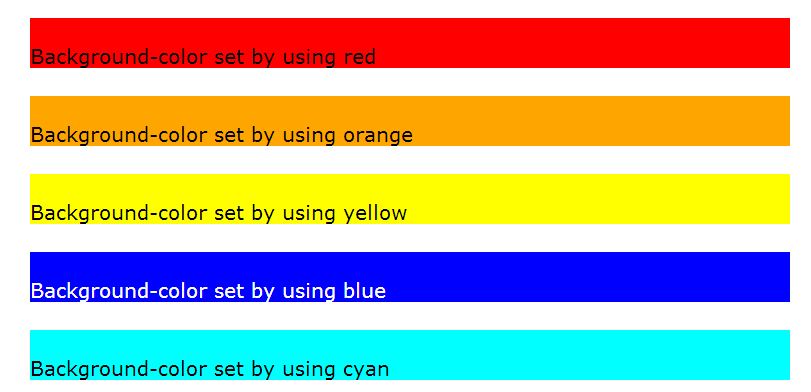 Background-color set by using red
Background-color set by using orange
Background-color set by using yellow
Background-color set by using blue
Background-color set by using cyan